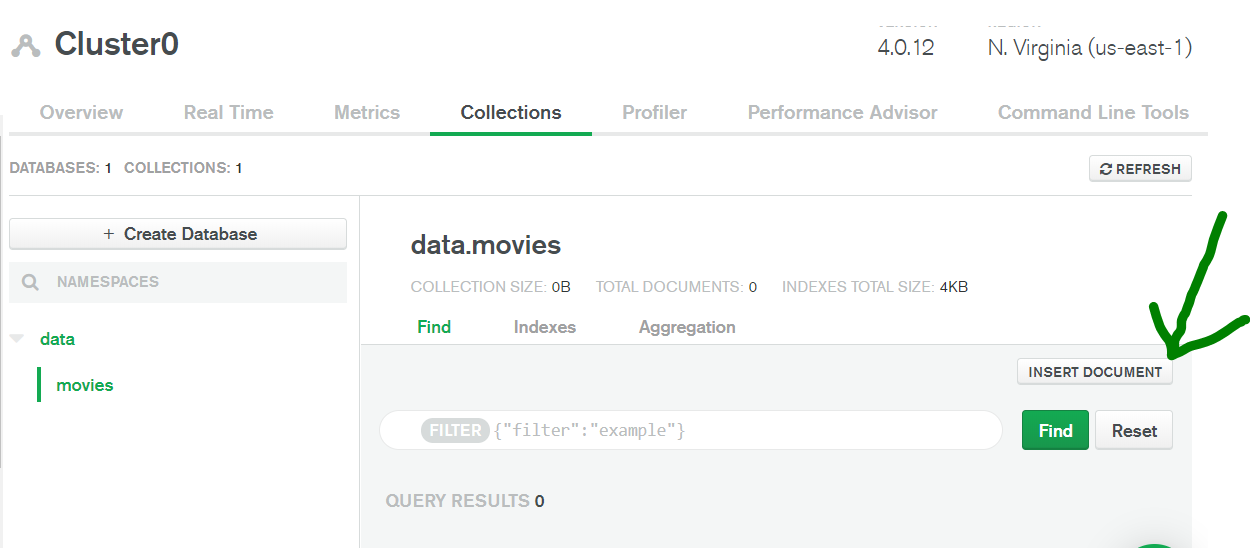 Cluster0
4.0.12 N. Virginia (us-east-1)
Overview Real Time Metrics Collections Profiler Performance Advisor Command Line Tools
DATABASES: 1 COLLECTIONS: 1 REFRESH
+ Create Database
NAMESPACES
data
movies
data.movies
COLLECTION SIZE: 0B TOTAL DOCUMENTS: 0 INDEXES TOTAL SIZE: 4KB
Find Indexes Aggregation
INSERT DOCUMENT
FILTER {"filter":"example"} Find Reset
QUERY RESULTS 0